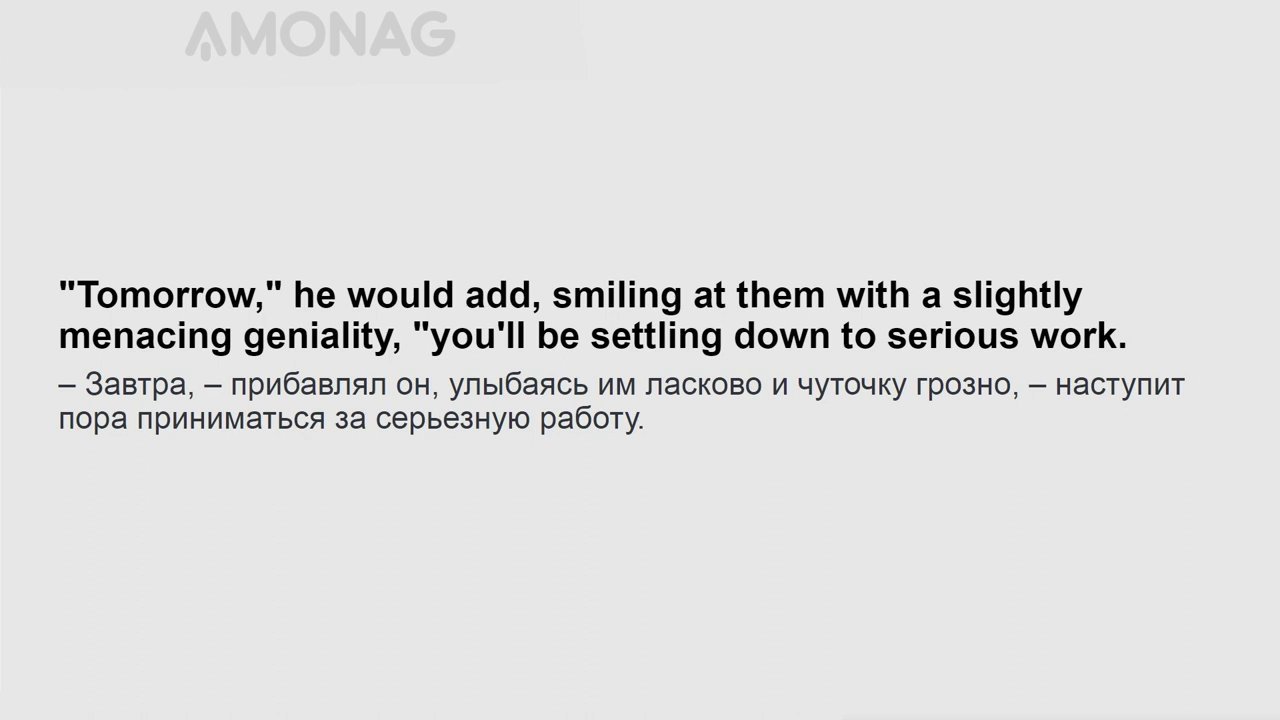 AMONAG
"Tomorrow," he would add, smiling at them with a slightly
menacing geniality, "you'll be settling down to serious work.
– Завтра, – прибавлял он, улыбаясь им ласково и чуточку грозно, – наступит
пора приниматься за серьезную работу.